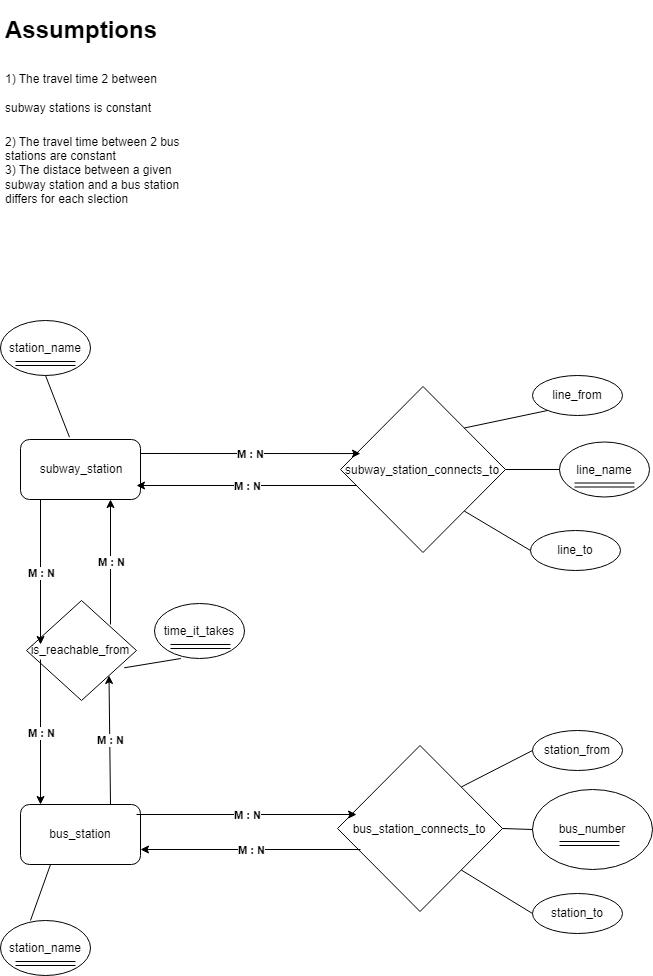 Assumptions
1) The travel time 2 between
subway stations is constant
2) The travel time between 2 bus
stations are constant
3) The distace between a given
subway station and a bus station
differs for each slection
station_name
line_from
M : N
subway_station
subway_station_connects_to
line_name
M : N
line_to
M : N
M : N
time_it_takes
is_reachable_from
M : N
M : N
station_from
M : N
bus_station
bus_station_connects_to
bus_number
M : N
station_to
station_name